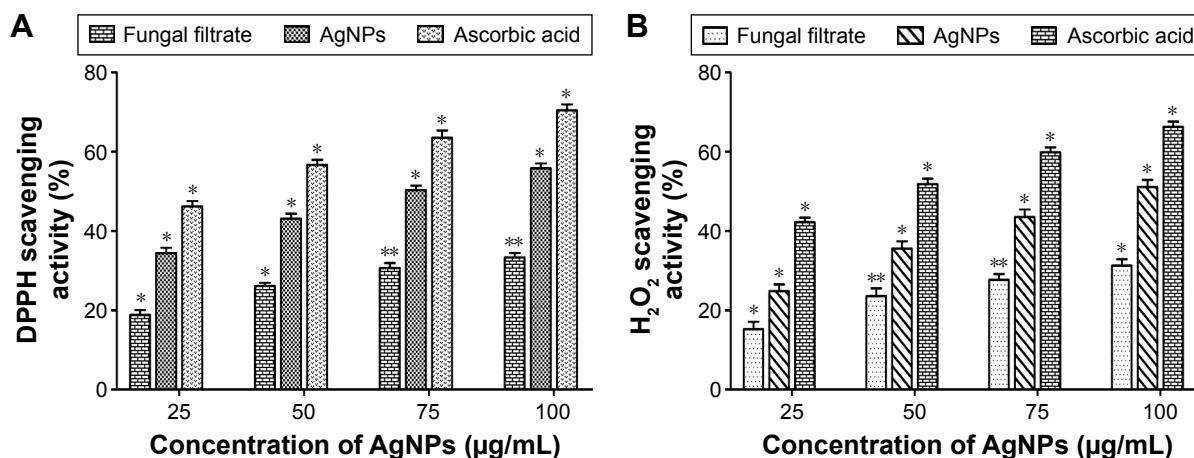 A
Fungal filtrate AgNPs Ascorbic acid
DPPH scavenging
activity (%)
80
60
40
20
0
* * *
* * *
** * *
** * *
25 50 75 100
Concentration of AgNPs (µg/mL)
B
Fungal filtrate AgNPs Ascorbic acid
H₂O₂ scavenging
activity (%)
80
60
40
20
0
* * *
** * *
** * *
* * *
25 50 75 100
Concentration of AgNPs (µg/mL)